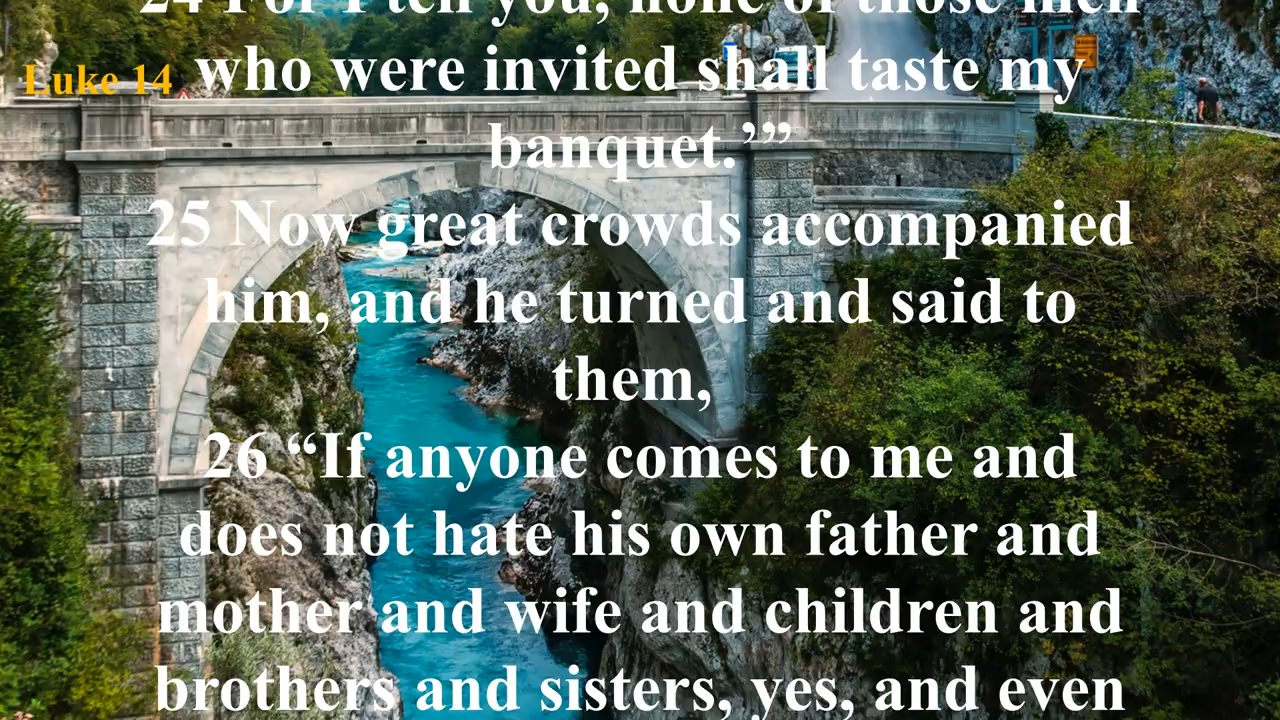 24 For I tell you, none of those men
Luke 14
who were invited shall taste my
banquet.’”
25 Now great crowds accompanied
him, and he turned and said to
them,
26 “If anyone comes to me and
does not hate his own father and
mother and wife and children and
brothers and sisters, yes, and even